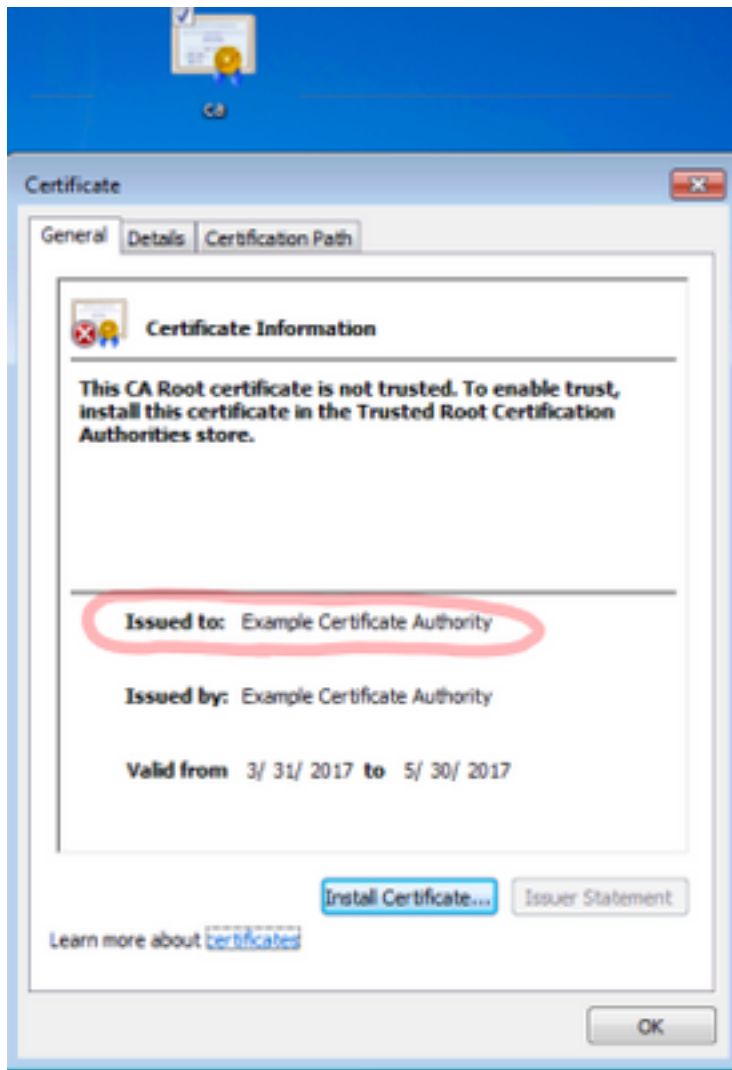 ca
Certificate
General Details Certification Path
Certificate Information
This CA Root certificate is not trusted. To enable trust,
install this certificate in the Trusted Root Certification
Authorities store.
Issued to: Example Certificate Authority
Issued by: Example Certificate Authority
Valid from 3/ 31/ 2017 to 5/ 30/ 2017
Install Certificate... Issuer Statement
Learn more about certificates
OK